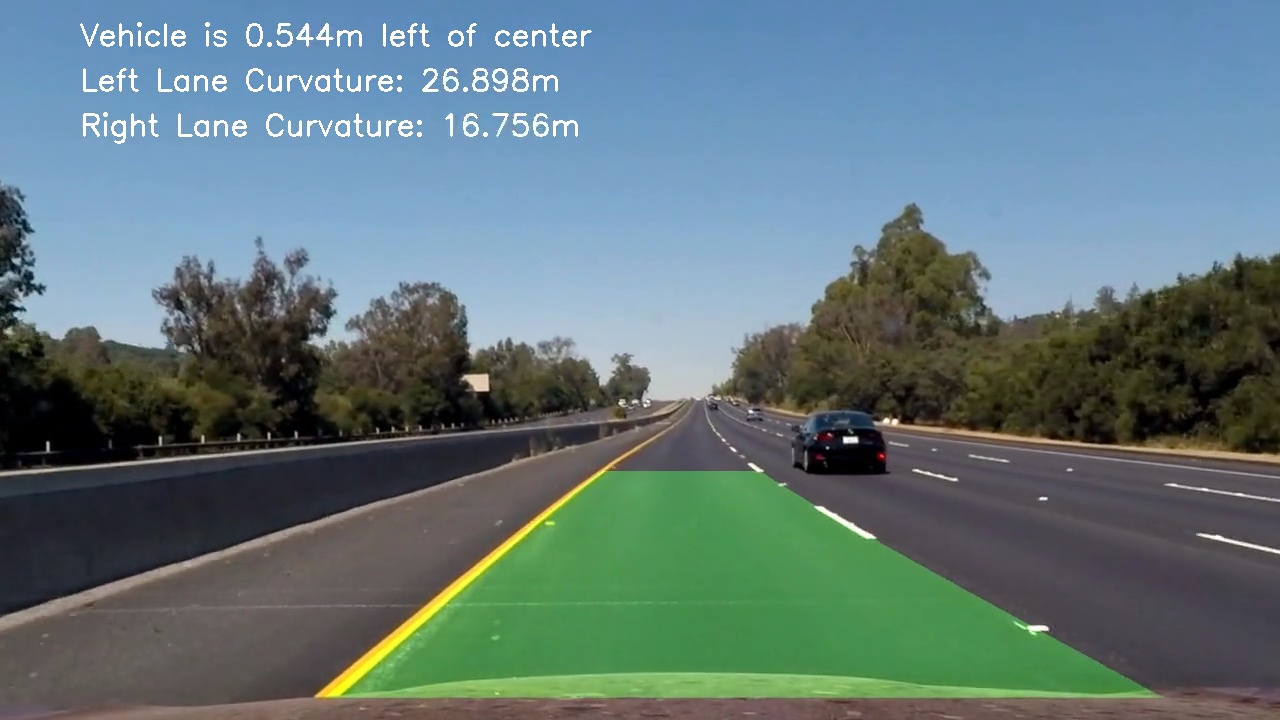 Vehicle is 0.544m left of center
Left Lane Curvature: 26.898m
Right Lane Curvature: 16.756m